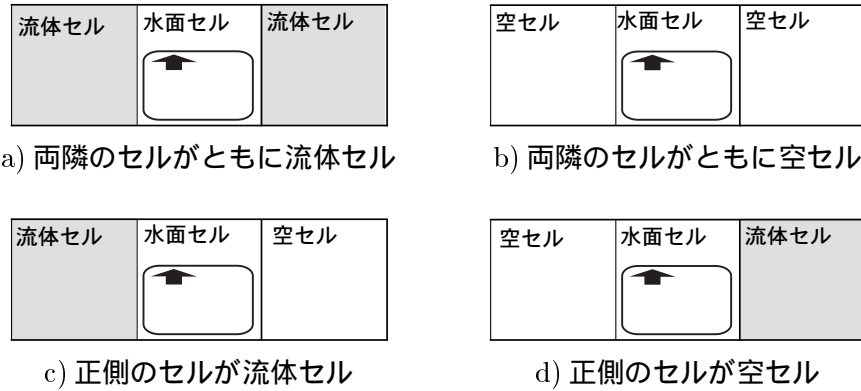 流体セル 水面セル 流体セル
空セル 水面セル 空セル
a) 両隣のセルがともに流体セル
b) 両隣のセルがともに空セル
流体セル 水面セル 空セル
空セル 水面セル 流体セル
c) 正側のセルが流体セル
d) 正側のセルが空セル